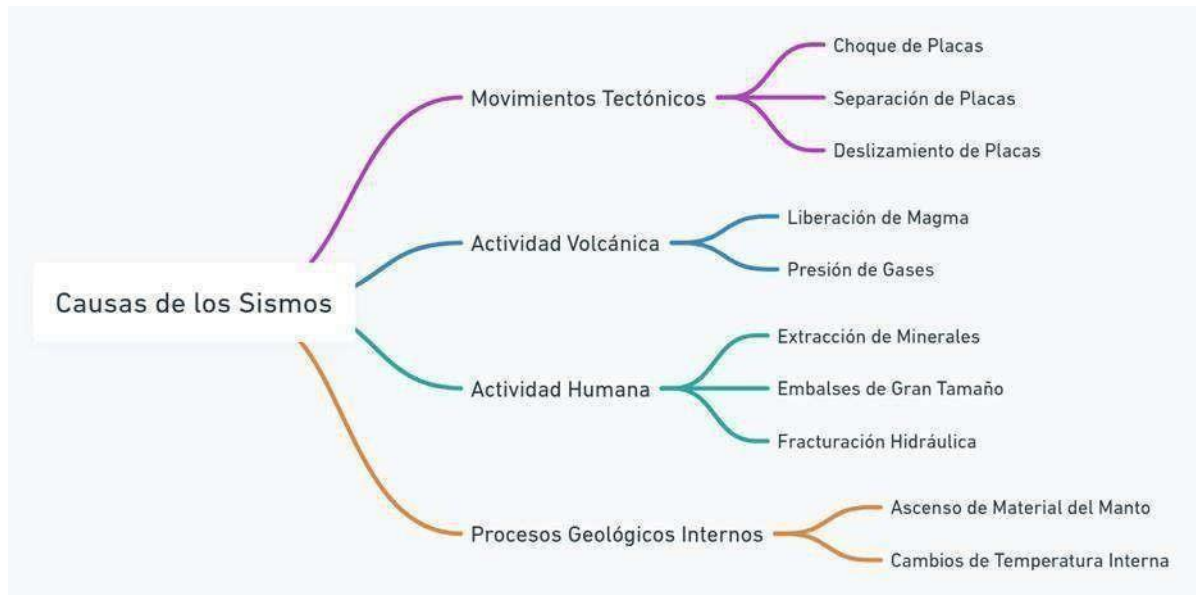 Causas de los Sismos
Movimientos Tectónicos
Choque de Placas
Separación de Placas
Deslizamiento de Placas
Actividad Volcánica
Liberación de Magma
Presión de Gases
Actividad Humana
Extracción de Minerales
Embalses de Gran Tamaño
Fracturación Hidráulica
Procesos Geológicos Internos
Ascenso de Material del Manto
Cambios de Temperatura Interna